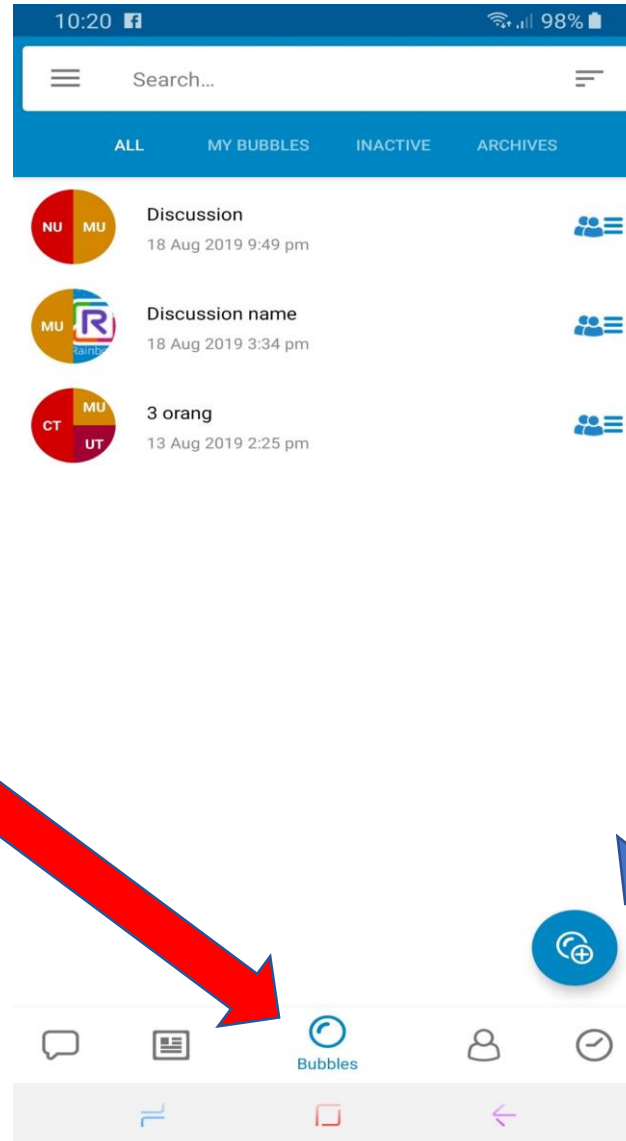 10:20 98%
Search...
ALL MY BUBBLES INACTIVE ARCHIVES
NU MU
Discussion
18 Aug 2019 9:49 pm
MU R
Discussion name
18 Aug 2019 3:34 pm
CT MU UT
3 orang
13 Aug 2019 2:25 pm
Bubbles